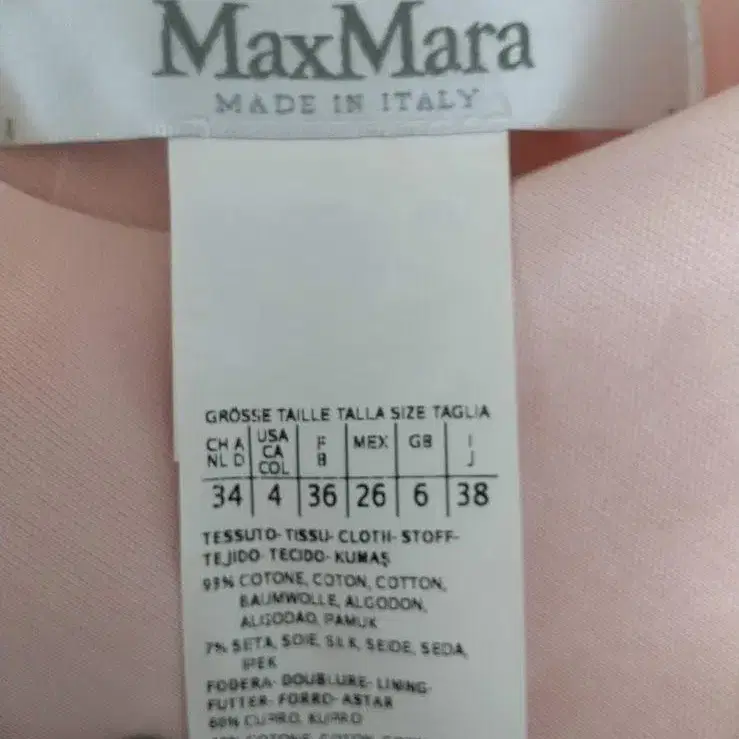 MaxMara
MADE IN ITALY
GRÖSSE TAILLE TALLA SIZE TAGLIA
CH A USA F MEX GB I
NL D CA B J
COL
34 4 36 26 6 38
TESSUTO- TISSU- CLOTH- STOFF-
TEJIDO- TECIDO- KUMAŞ
93% COTONE, COTON, COTTON,
BAUMWOLLE, ALGODON,
ALGODAO, PAMUK
7% SETA, SOIE, SILK, SEIDE, SEDA,
IPEK
FODERA- DOUBLURE- LINING-
FUTTER- FORRO- ASTAR
60% CUPRO, KUPRO
COTONE, COTON,